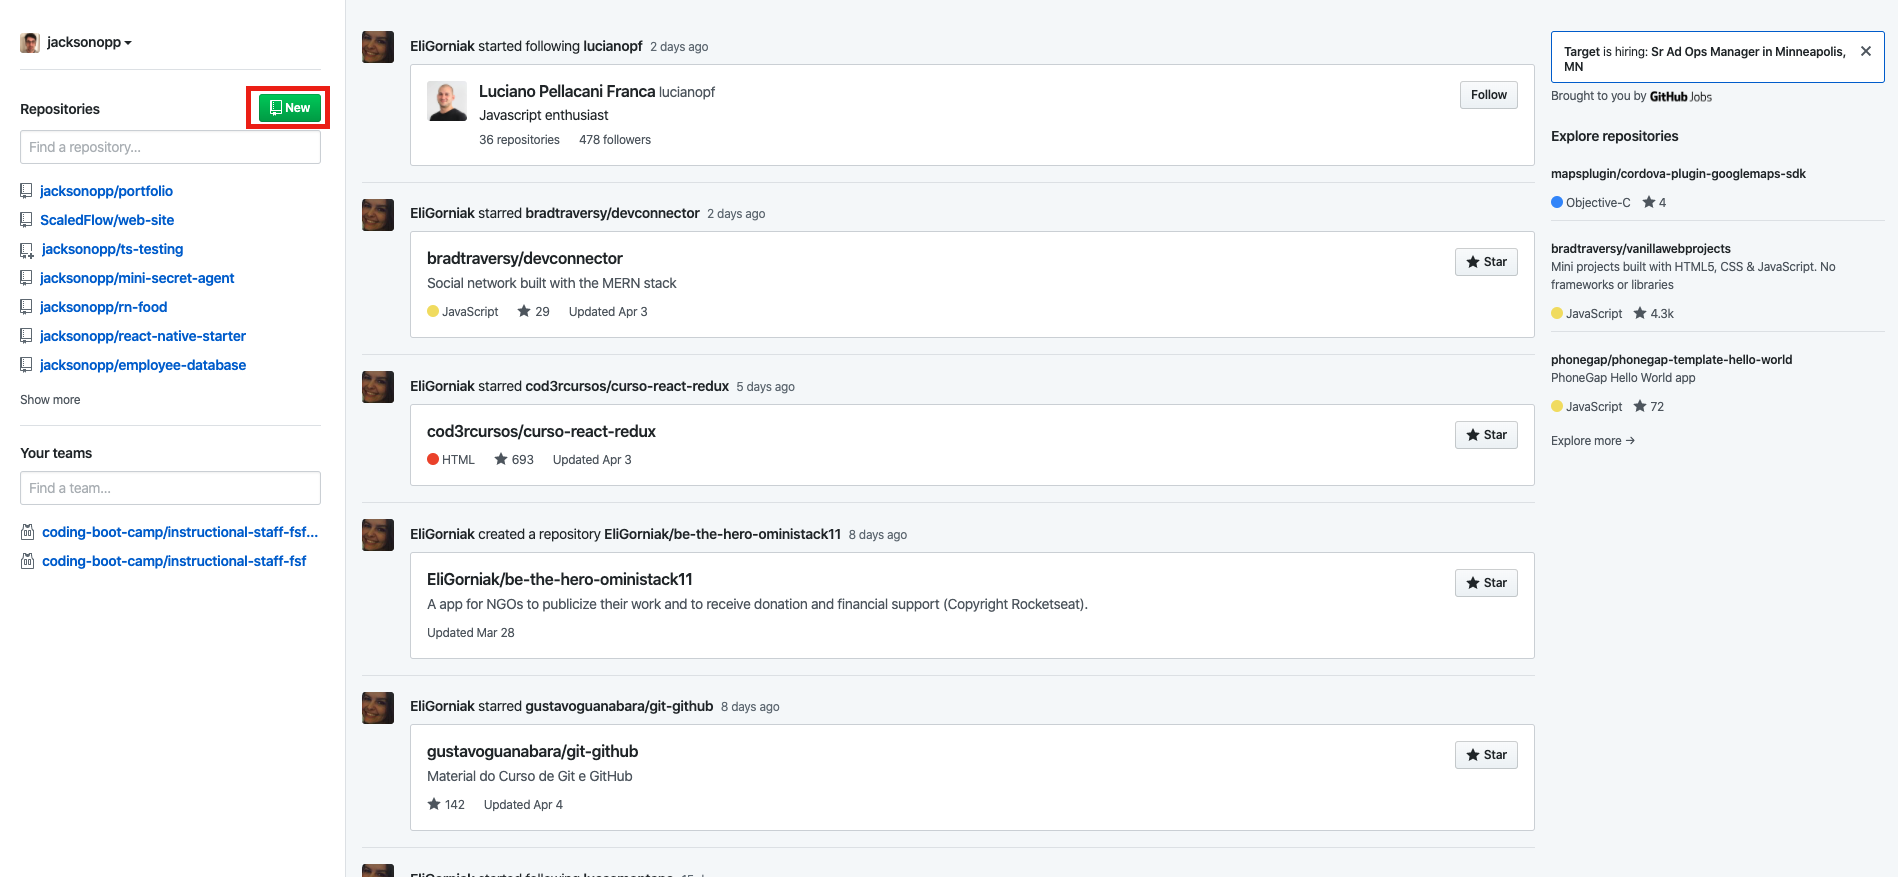 jacksonopp
Repositories
New
Find a repository...
jacksonopp/portfolio
ScaledFlow/web-site
jacksonopp/ts-testing
jacksonopp/mini-secret-agent
jacksonopp/rn-food
jacksonopp/react-native-starter
jacksonopp/employee-database
Show more
Your teams
Find a team...
coding-boot-camp/instructional-staff-fsf...
coding-boot-camp/instructional-staff-fsf
EliGorniak started following lucianopf 2 days ago
Luciano Pellacani Franca lucianopf
Follow
Javascript enthusiast
36 repositories 478 followers
EliGorniak starred bradtraversy/devconnector 2 days ago
bradtraversy/devconnector
Star
Social network built with the MERN stack
JavaScript 29 Updated Apr 3
EliGorniak starred cod3rcursos/curso-react-redux 5 days ago
cod3rcursos/curso-react-redux
Star
HTML 693 Updated Apr 3
EliGorniak created a repository EliGorniak/be-the-hero-oministack11 8 days ago
EliGorniak/be-the-hero-oministack11
Star
A app for NGOs to publicize their work and to receive donation and financial support (Copyright Rocketseat).
Updated Mar 28
EliGorniak starred gustavoguanabara/git-github 8 days ago
gustavoguanabara/git-github
Star
Material do Curso de Git e GitHub
142 Updated Apr 4
EliGorniak started following
Target is hiring: Sr Ad Ops Manager in Minneapolis,
MN
Brought to you by GitHub Jobs
Explore repositories
mapsplugin/cordova-plugin-googlemaps-sdk
Objective-C 4
bradtraversy/vanillawebprojects
Mini projects built with HTML5, CSS & JavaScript. No
frameworks or libraries
JavaScript 4.3k
phonegap/phonegap-template-hello-world
PhoneGap Hello World app
JavaScript 72
Explore more →